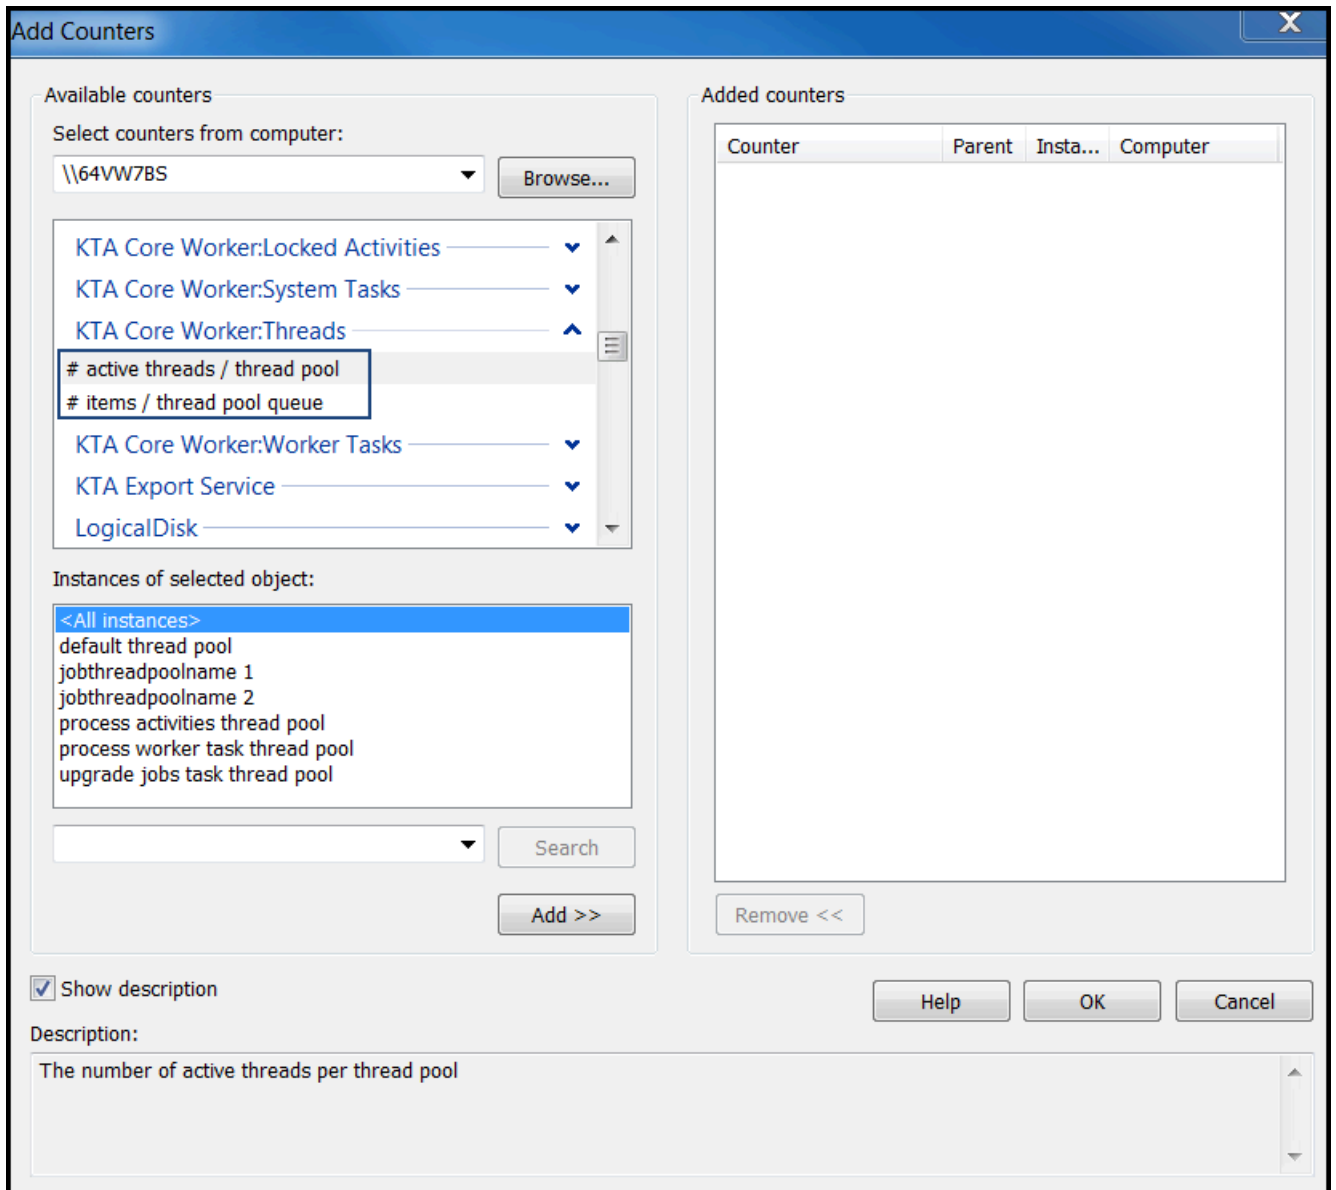 Add Counters
X
Available counters
Select counters from computer:
\\64VW7BS
Browse...
KTA Core Worker:Locked Activities
KTA Core Worker:System Tasks
KTA Core Worker:Threads
# active threads / thread pool
# items / thread pool queue
KTA Core Worker:Worker Tasks
KTA Export Service
LogicalDisk
Instances of selected object:
<All instances>
default thread pool
jobthreadpoolname 1
jobthreadpoolname 2
process activities thread pool
process worker task thread pool
upgrade jobs task thread pool
Search
Add >>
Added counters
Counter Parent Insta... Computer
Remove <<
Show description
Help OK Cancel
Description:
The number of active threads per thread pool